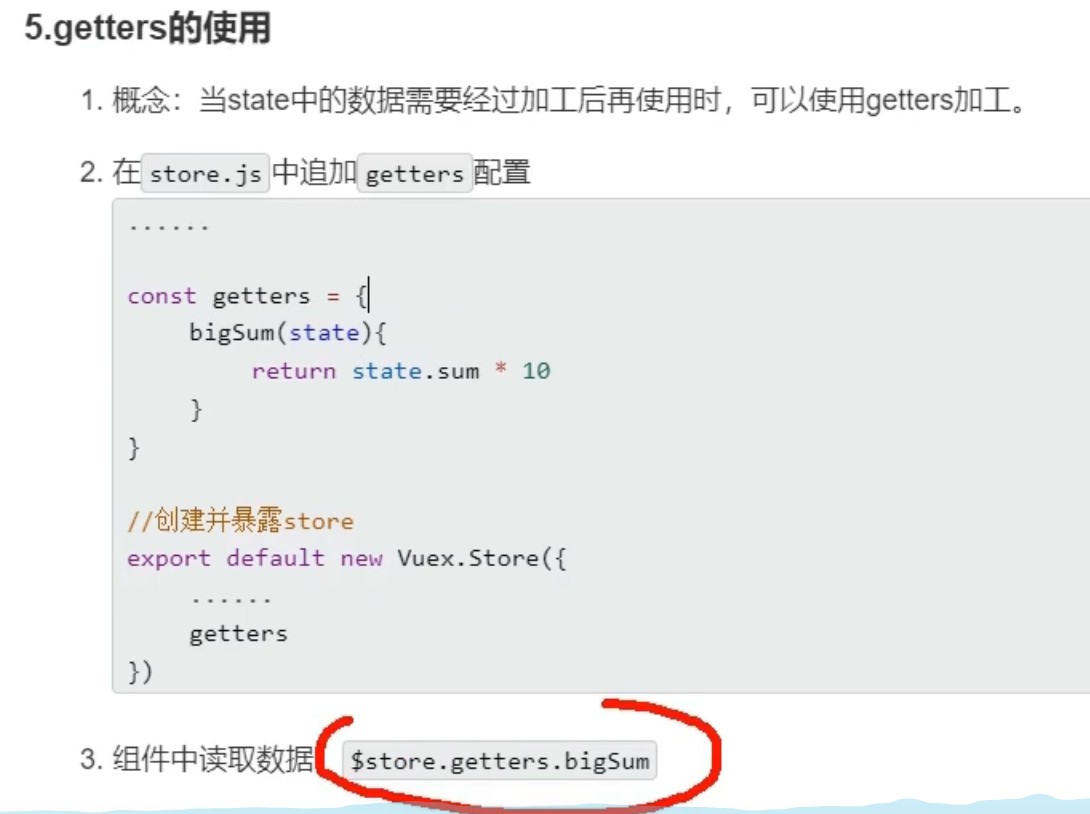 5.getters的使用
1. 概念：当state中的数据需要经过加工后再使用时，可以使用getters加工。
2. 在store.js中追加getters配置
......
const getters = {
bigSum(state){
return state.sum * 10
}
}
//创建并暴露store
export default new Vuex.Store({
......
getters
})
3. 组件中读取数据 $store.getters.bigSum